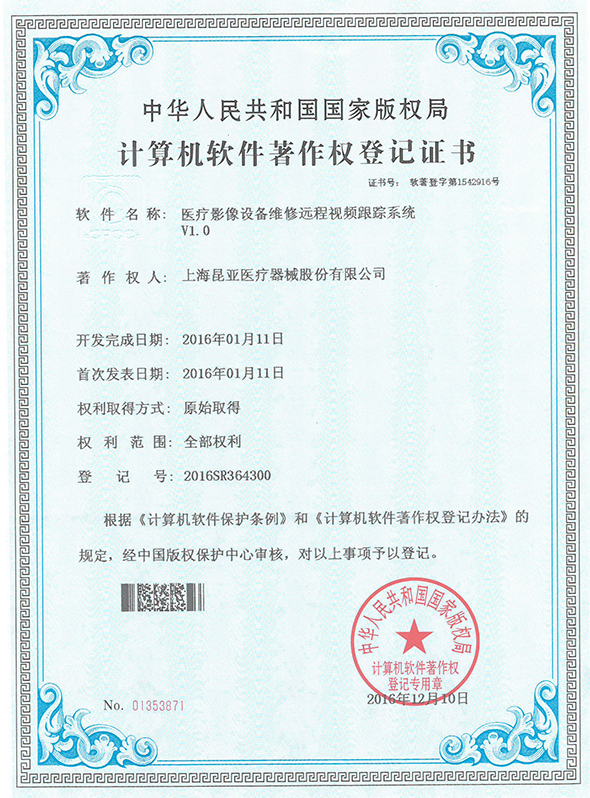 中华人民共和国国家版权局
计算机软件著作权登记证书
证书号： 软著登字第1542916号
软件名称： 医疗影像设备维修远程视频跟踪系统
V1.0
著作权人： 上海昆亚医疗器械股份有限公司
开发完成日期： 2016年01月11日
首次发表日期： 2016年01月11日
权利取得方式： 原始取得
权利范围： 全部权利
登记号： 2016SR364300
根据《计算机软件保护条例》和《计算机软件著作权登记办法》的
规定，经中国版权保护中心审核，对以上事项予以登记。
中华人民共和国国家版权局
计算机软件著作权
登记专用章
No. 01353871
2016年12月10日